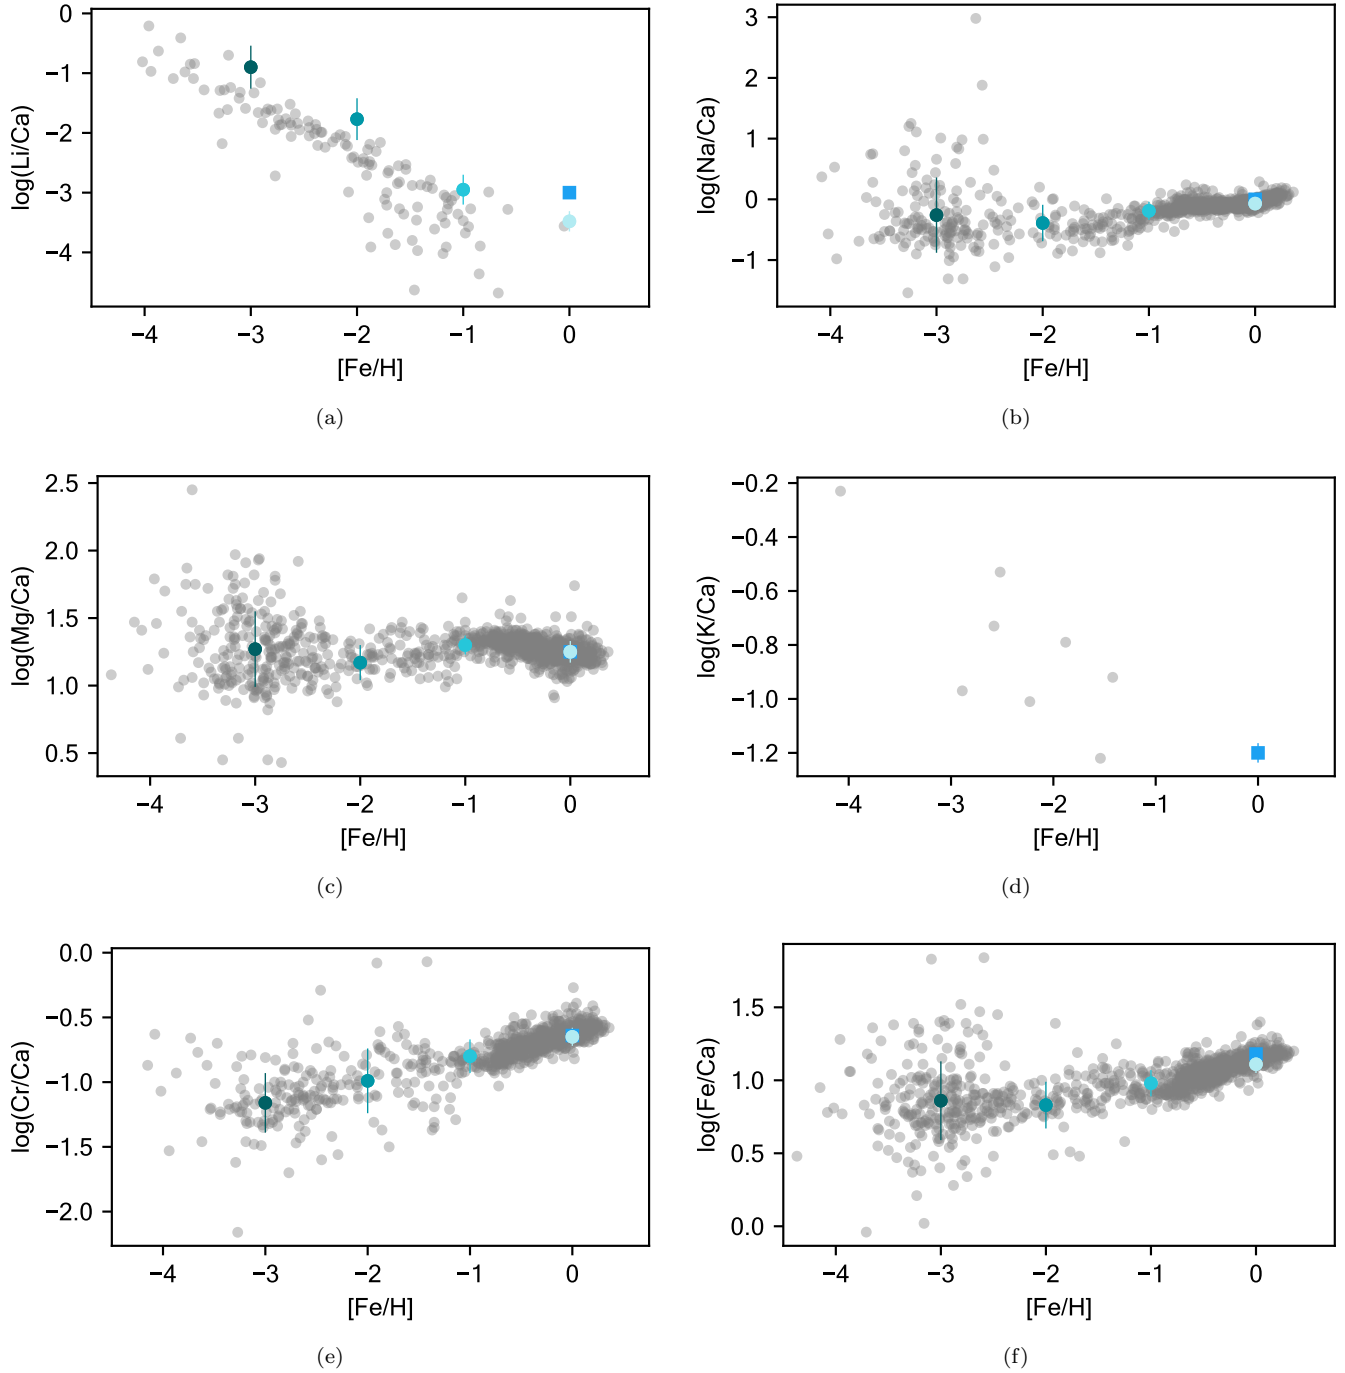 0
−1
−2
−3
−4
log(Li/Ca)
−4 −3 −2 −1 0
[Fe/H]
(a)
3
2
1
0
−1
log(Na/Ca)
−4 −3 −2 −1 0
[Fe/H]
(b)
2.5
2.0
1.5
1.0
0.5
log(Mg/Ca)
−4 −3 −2 −1 0
[Fe/H]
(c)
−0.2
−0.4
−0.6
−0.8
−1.0
−1.2
log(K/Ca)
−4 −3 −2 −1 0
[Fe/H]
(d)
0.0
−0.5
−1.0
−1.5
−2.0
log(Cr/Ca)
−4 −3 −2 −1 0
[Fe/H]
(e)
1.5
1.0
0.5
0.0
log(Fe/Ca)
−4 −3 −2 −1 0
[Fe/H]
(f)